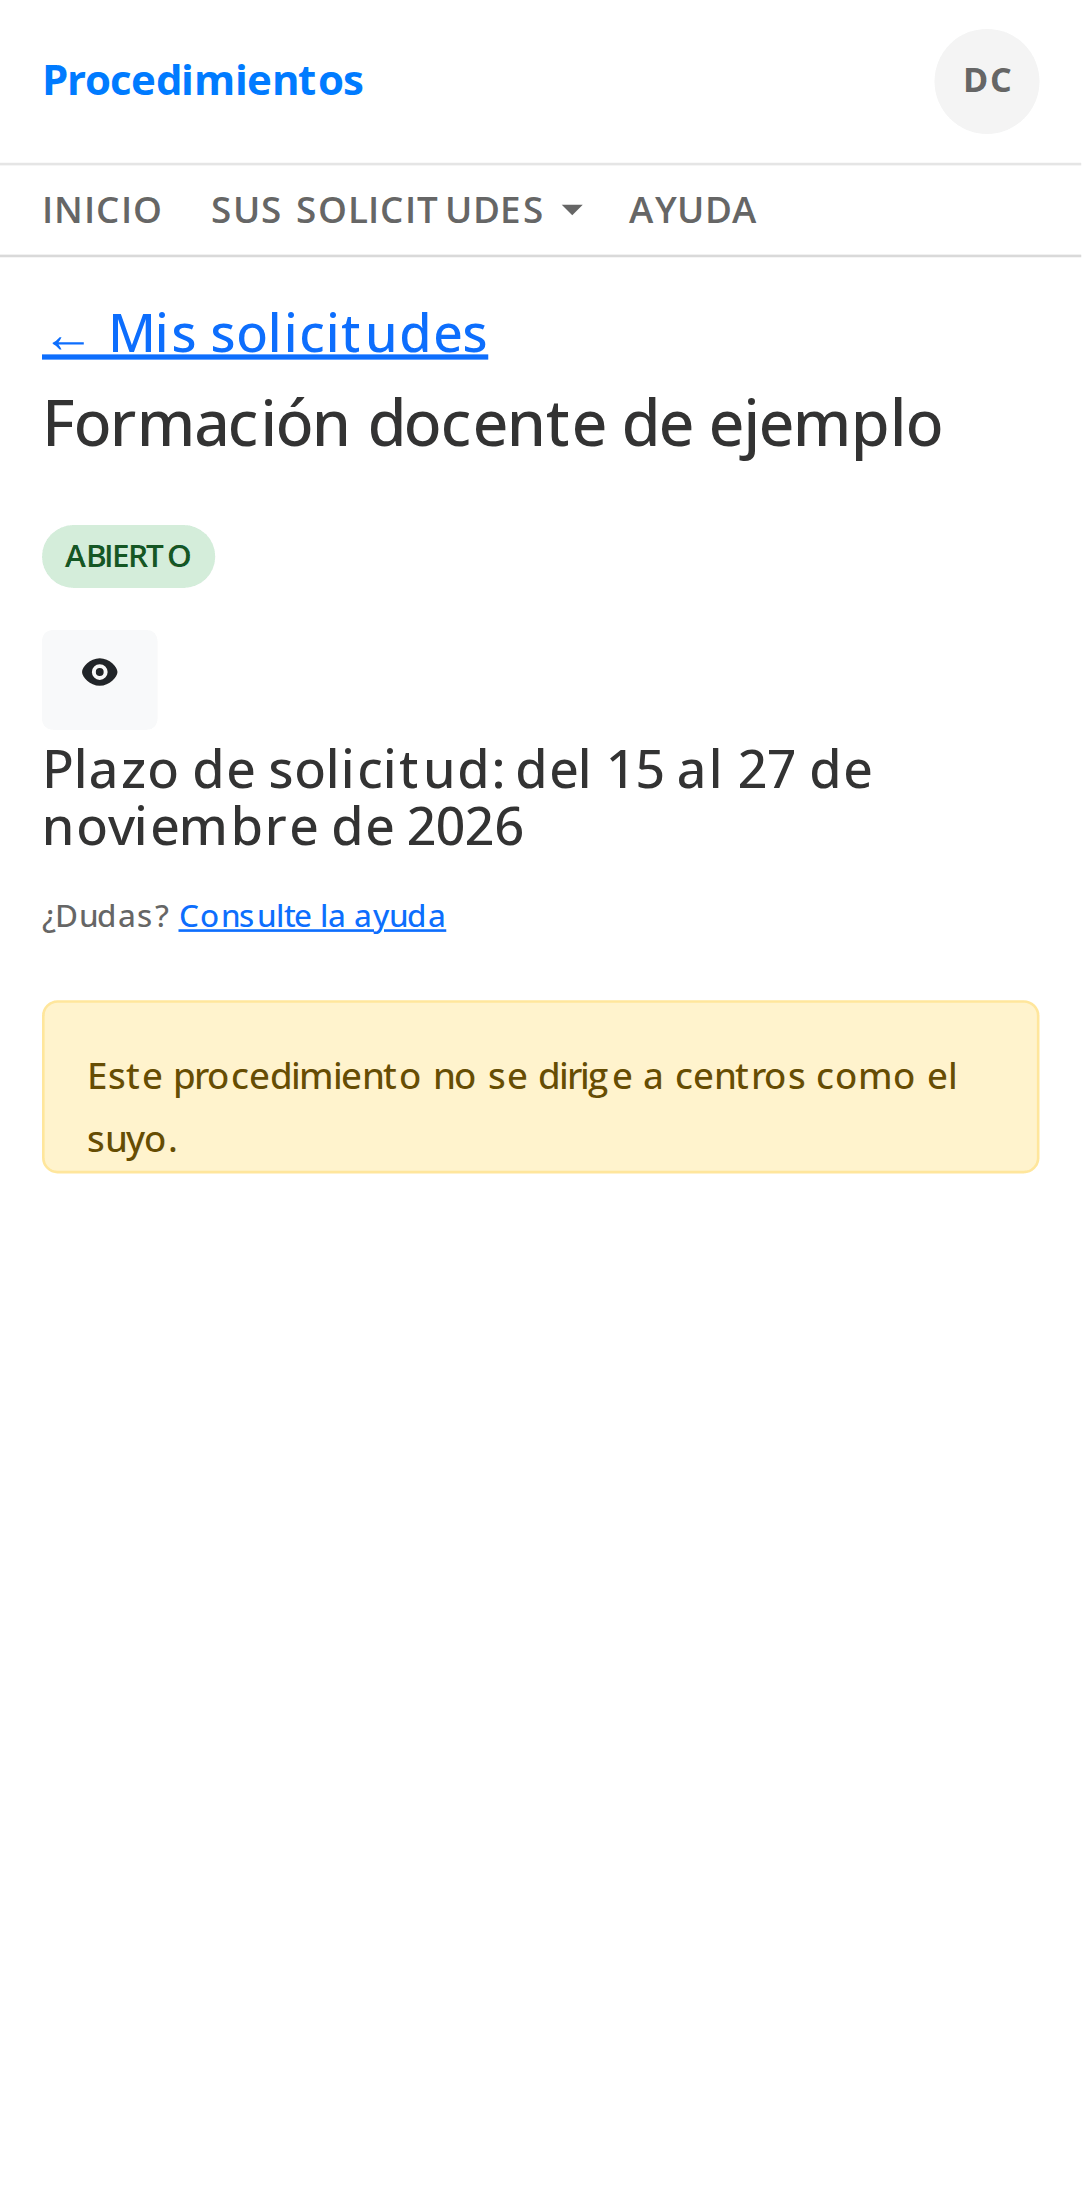 Procedimientos
DC
INICIO SUS SOLICITUDES AYUDA
← Mis solicitudes
Formación docente de ejemplo
ABIERTO
Plazo de solicitud: del 15 al 27 de
noviembre de 2026
¿Dudas? Consulte la ayuda
Este procedimiento no se dirige a centros como el
suyo.